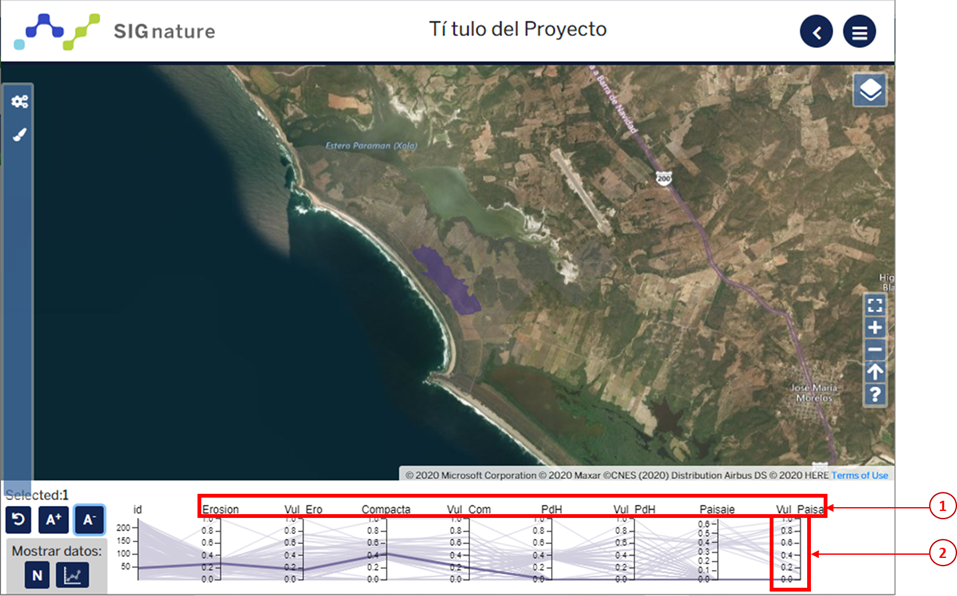 SIGnature
Tí tulo del Proyecto
a a Barra de Navidad
Estero Paraman (Xola)
200
Hig
Bla
José María
Morelos
+
−
?
© 2020 Microsoft Corporation © 2020 Maxar ©CNES (2020) Distribution Airbus DS © 2020 HERE Terms of Use
Selected:1
A+ A-
Mostrar datos:
N
id Erosion Vul_Ero Compacta Vul_Com PdH Vul_PdH Paisaje Vul_Paisa
200 150 100 50
1.0 0.8 0.6 0.4 0.2 0.0
1.0 0.8 0.6 0.4 0.2 0.0
1.0 0.8 0.6 0.4 0.2 0.0
1.0 0.8 0.6 0.4 0.2 0.0
1.0 0.8 0.6 0.4 0.2 0.0
1.0 0.8 0.6 0.4 0.2 0.0
0.6 0.5 0.4 0.3 0.2 0.1
1.0 0.8 0.6 0.4 0.2 0.0
1
2